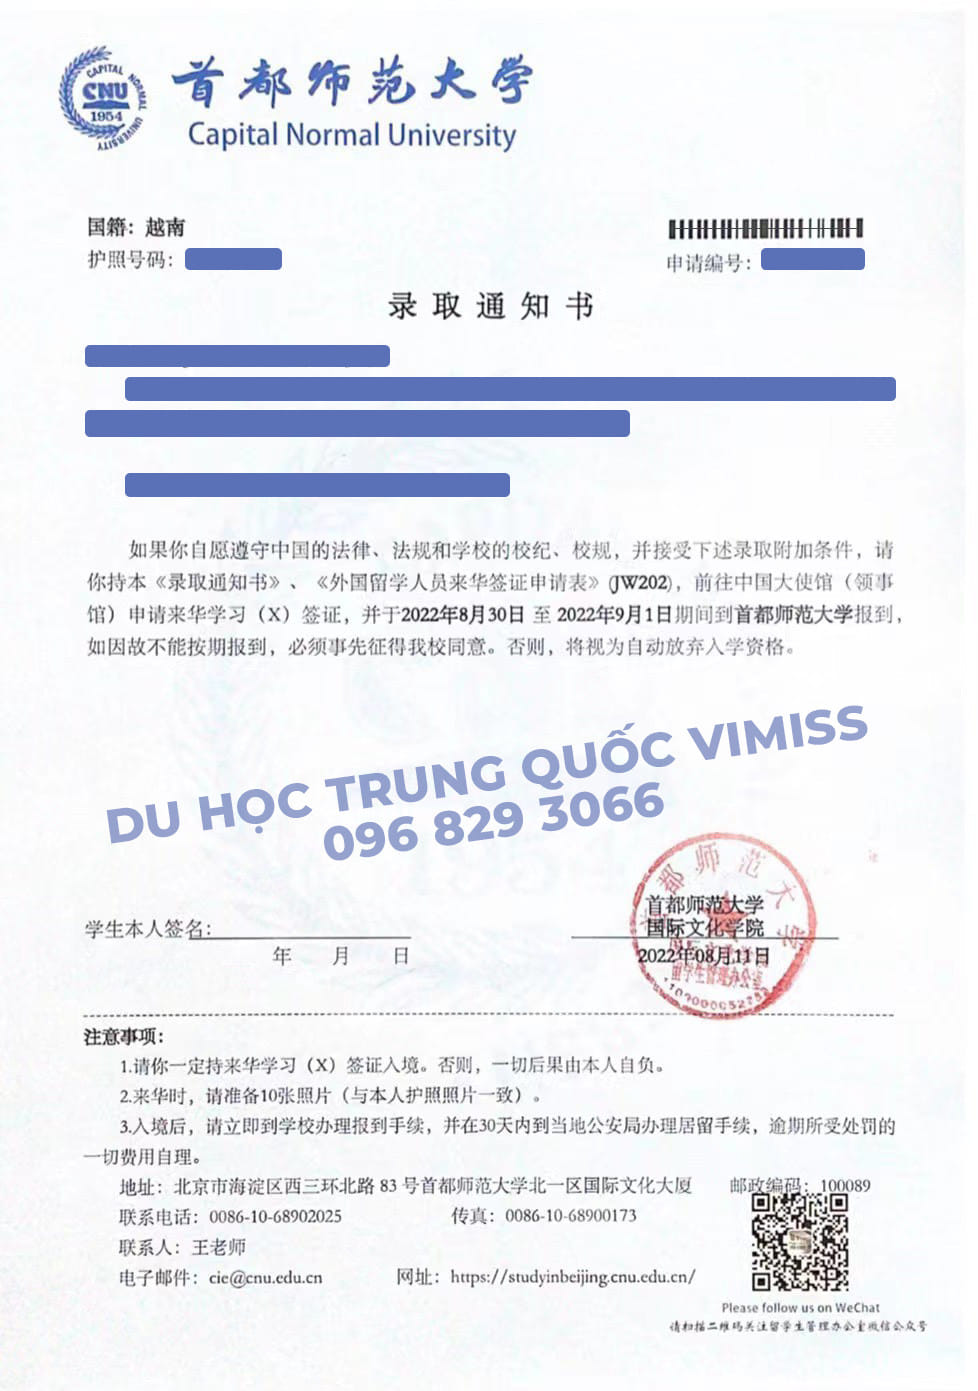 CAPITAL NORMAL UNIVERSITY
CNU
1954
首都师范大学
Capital Normal University
国籍：越南
护照号码：
申请编号：
录取通知书
如果你自愿遵守中国的法律、法规和学校的校纪、校规，并接受下述录取附加条件，请
你持本《录取通知书》、《外国留学人员来华签证申请表》(JW202)，前往中国大使馆（领事
馆）申请来华学习（X）签证，并于2022年8月30日 至 2022年9月1日期间到首都师范大学报到，
如因故不能按期报到，必须事先征得我校同意。否则，将视为自动放弃入学资格。
DU HỌC TRUNG QUỐC VIMISS
096 829 3066
首都师范大学
首都师范大学
国际文化学院
学生本人签名：
年 月 日
2022年08月11日
留学生管理办公室
注意事项：
1.请你一定持来华学习（X）签证入境。否则，一切后果由本人自负。
2.来华时，请准备10张照片（与本人护照照片一致）。
3.入境后，请立即到学校办理报到手续，并在30天内到当地公安局办理居留手续，逾期所受处罚的
一切费用自理。
地址：北京市海淀区西三环北路 83 号首都师范大学北一区国际文化大厦 邮政编码：100089
联系电话：0086-10-68902025 传真：0086-10-68900173
联系人：王老师
电子邮件：cie@cnu.edu.cn 网址：https://studyinbeijing.cnu.edu.cn/
Please follow us on WeChat
请扫描二维码关注留学生管理办公室微信公众号